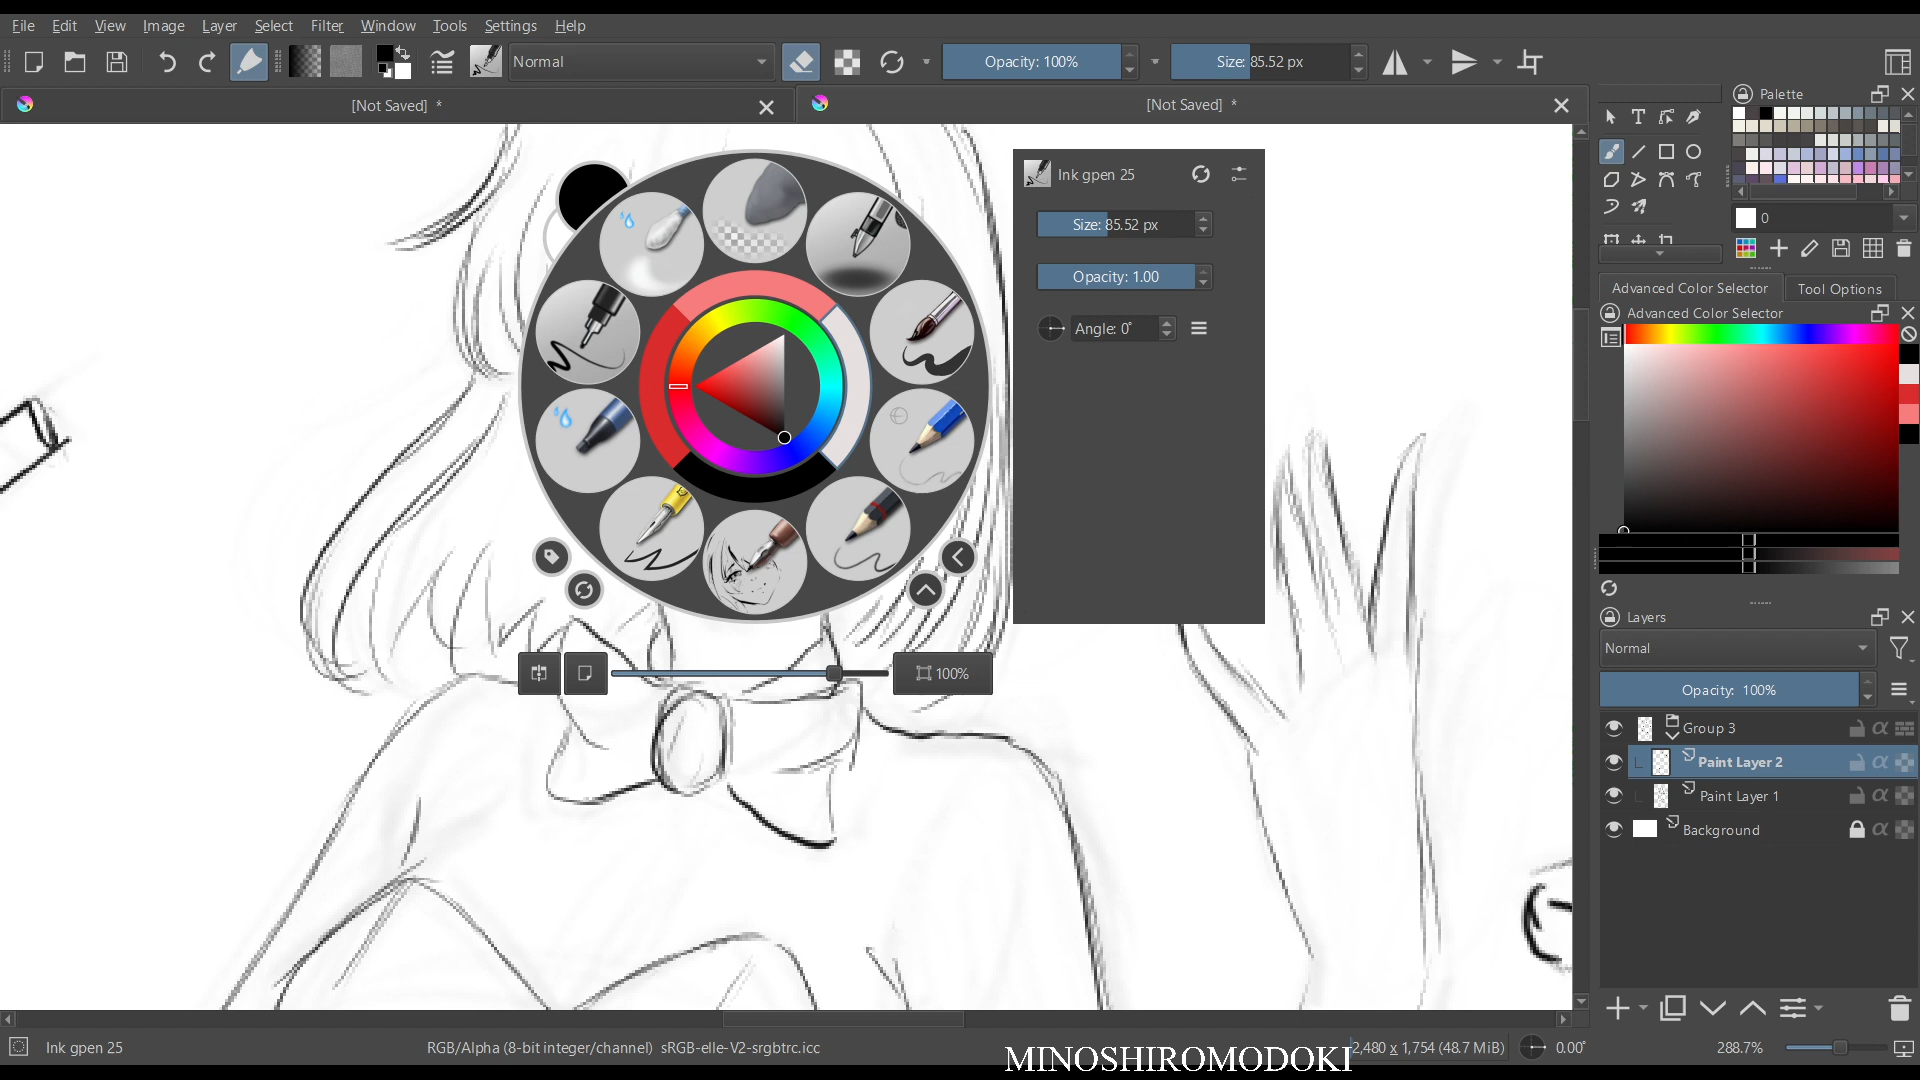 File Edit View Image Layer Select Filter Window Tools Settings Help
Normal
Opacity: 100%
Size: 85.52 px
[Not Saved] *
[Not Saved] *
Ink gpen 25
Size: 85.52 px
Opacity: 1.00
Angle: 0°
100%
Palette
0
Advanced Color Selector
Tool Options
Advanced Color Selector
Layers
Normal
Opacity: 100%
Group 3
Paint Layer 2
Paint Layer 1
Background
Ink gpen 25
RGB/Alpha (8-bit integer/channel) sRGB-elle-V2-srgbtrc.icc
MINOSHIROMODOKI
2,480 x 1,754 (48.7 MiB)
0.00°
288.7%